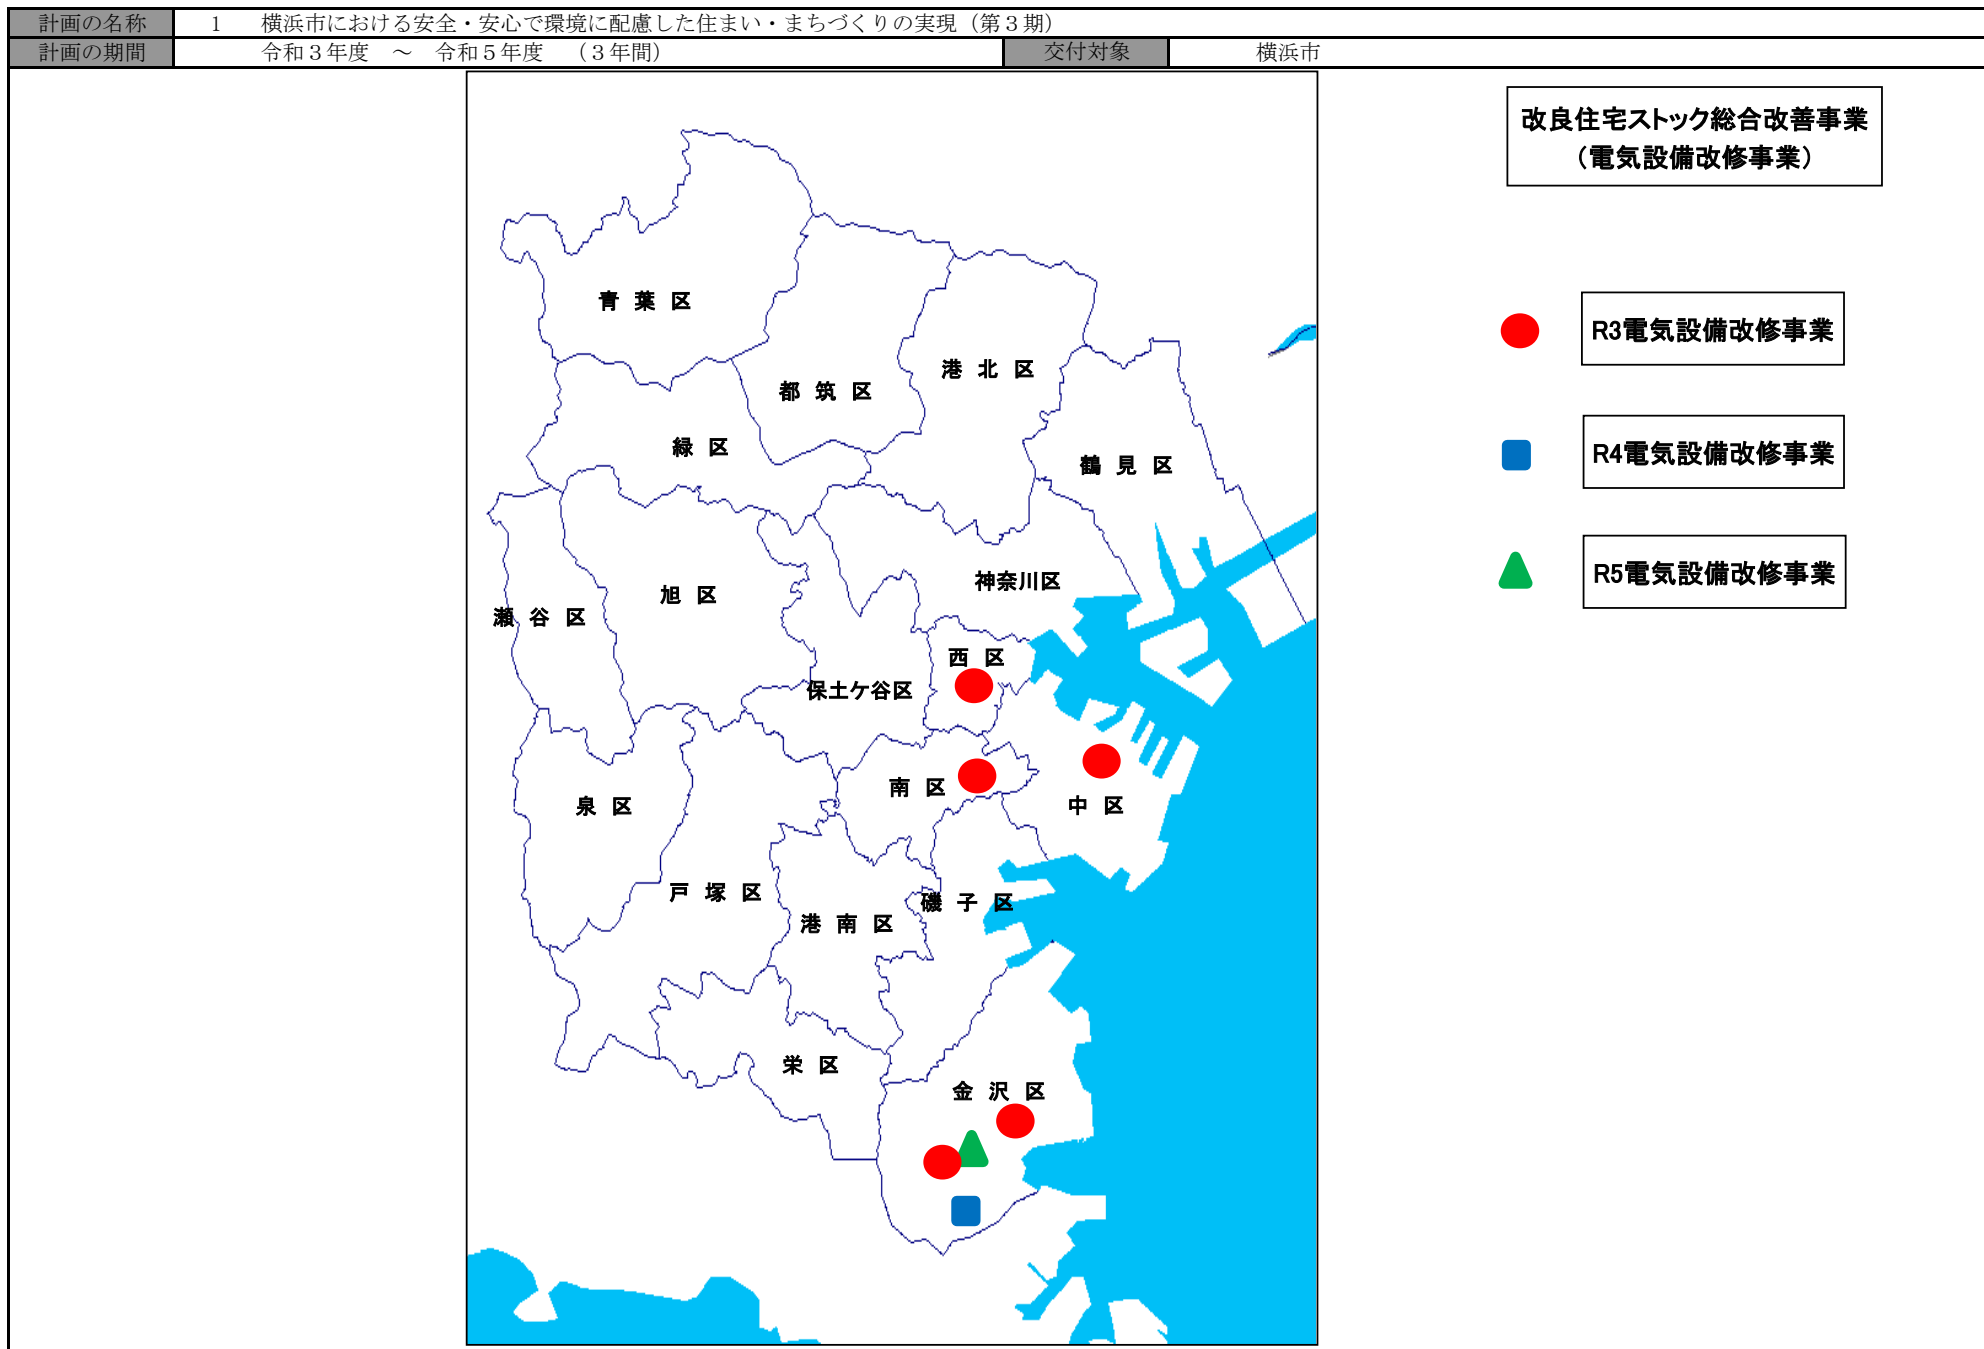 計画の名称 1 横浜市における安全・安心で環境に配慮した住まい・まちづくりの実現（第３期）
計画の期間 令和３年度 ～ 令和５年度 （３年間） 交付対象 横浜市
改良住宅ストック総合改善事業
（電気設備改修事業）
R3電気設備改修事業
R4電気設備改修事業
R5電気設備改修事業
青葉区
都筑区
港北区
緑区
鶴見区
神奈川区
旭区
瀬谷区
西区
保土ケ谷区
南区
中区
泉区
戸塚区
港南区
磯子区
栄区
金沢区